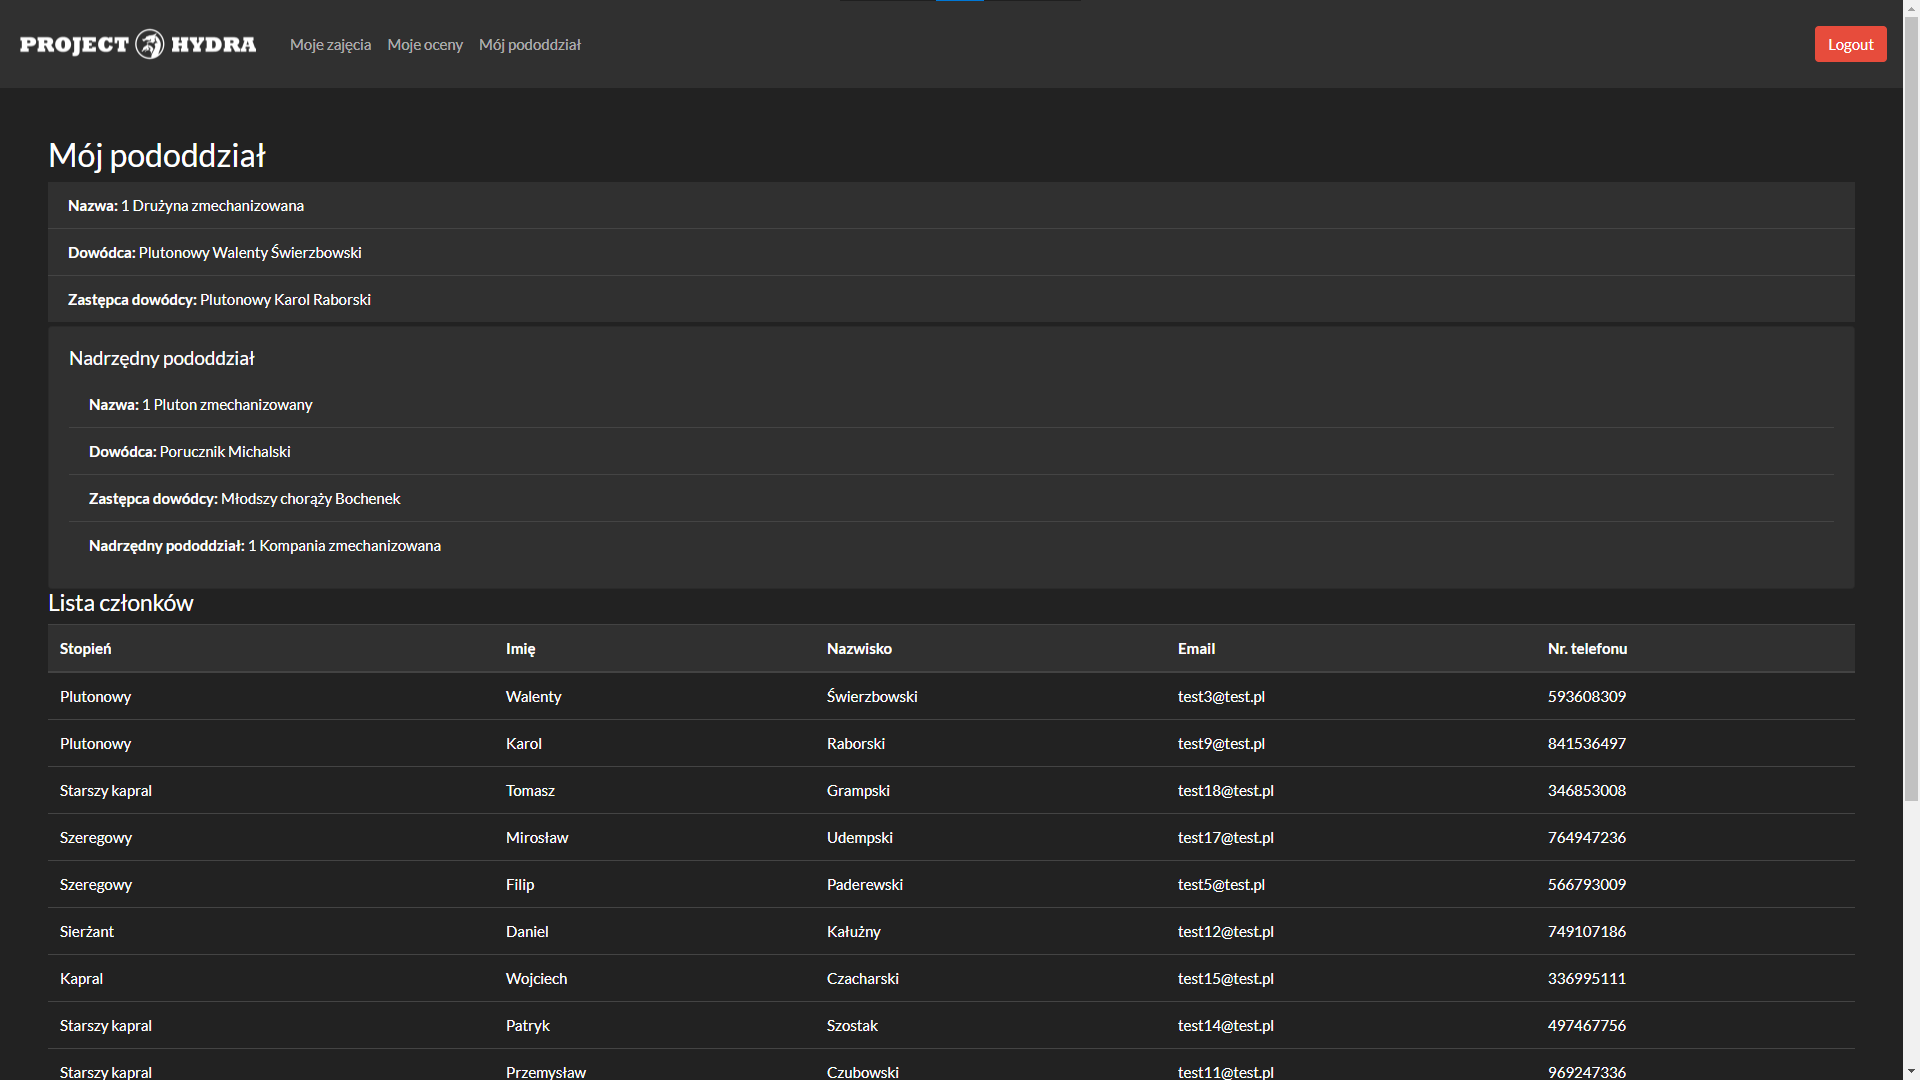 PROJECT HYDRA Moje zajęcia Moje oceny Mój pododdział Logout
Mój pododdział
Nazwa: 1 Drużyna zmechanizowana
Dowódca: Plutonowy Walenty Świerzbowski
Zastępca dowódcy: Plutonowy Karol Raborski
Nadrzędny pododdział
Nazwa: 1 Pluton zmechanizowany
Dowódca: Porucznik Michalski
Zastępca dowódcy: Młodszy chorąży Bochenek
Nadrzędny pododdział: 1 Kompania zmechanizowana
Lista członków
Stopień Imię Nazwisko Email Nr. telefonu
Plutonowy Walenty Świerzbowski test3@test.pl 593608309
Plutonowy Karol Raborski test9@test.pl 841536497
Starszy kapral Tomasz Grampski test18@test.pl 346853008
Szeregowy Mirosław Udempski test17@test.pl 764947236
Szeregowy Filip Paderewski test5@test.pl 566793009
Sierżant Daniel Kałużny test12@test.pl 749107186
Kapral Wojciech Czacharski test15@test.pl 336995111
Starszy kapral Patryk Szostak test14@test.pl 497467756
Starszy kapral Przemysław Czubowski test11@test.pl 969247336